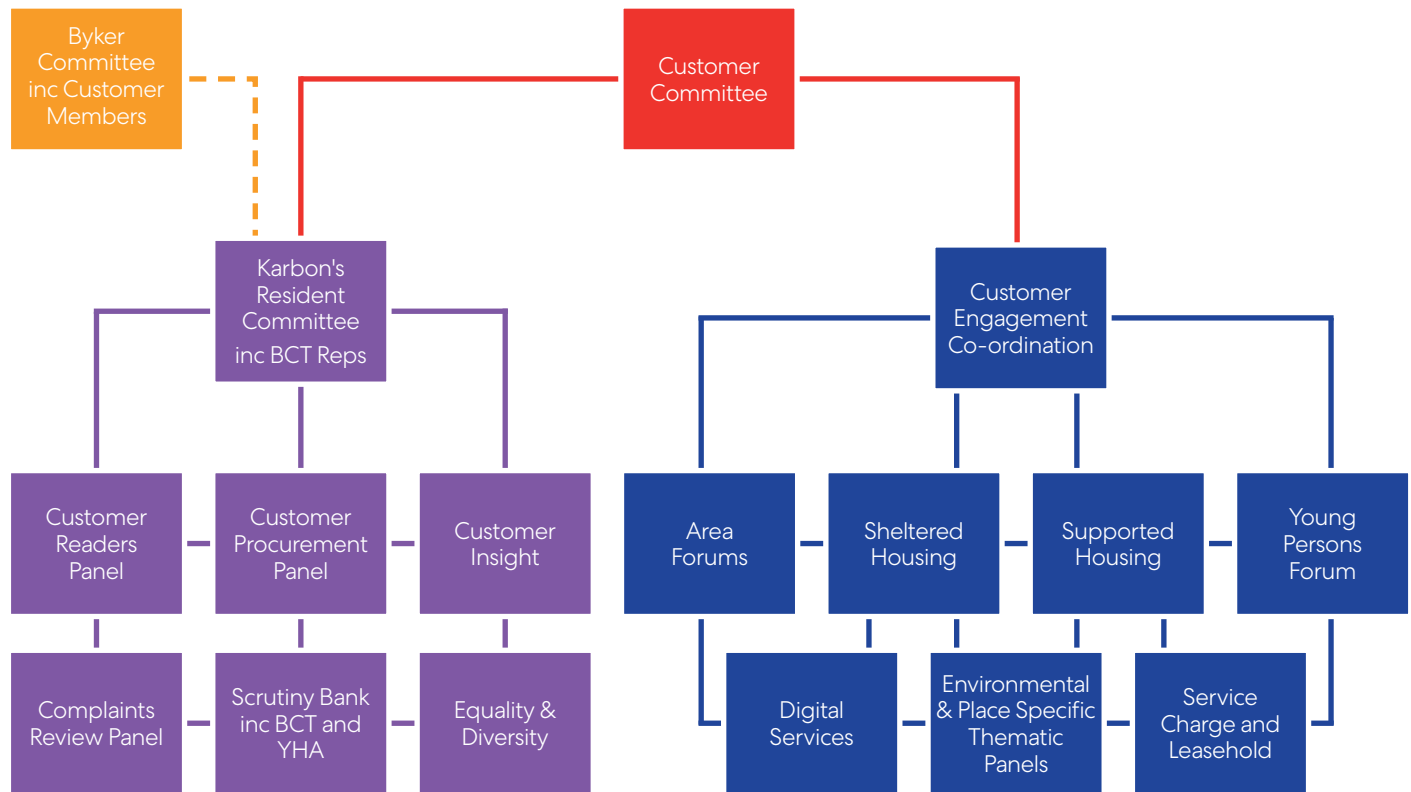 Byker
Committee
inc Customer
Members
Customer
Committee
Karbon's
Resident
Committee
inc BCT Reps
Customer
Engagement
Co-ordination
Customer
Readers
Panel
Customer
Procurement
Panel
Customer
Insight
Area
Forums
Sheltered
Housing
Supported
Housing
Young
Persons
Forum
Complaints
Review Panel
Scrutiny Bank
inc BCT and
YHA
Equality &
Diversity
Digital
Services
Environmental
& Place Specific
Thematic
Panels
Service
Charge and
Leasehold